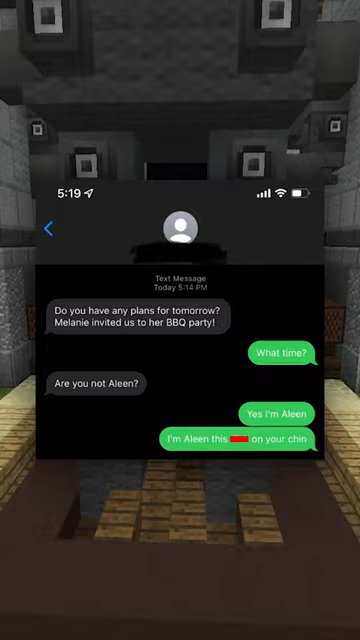 5:19
Text Message
Today 5:14 PM
Do you have any plans for tomorrow?
Melanie invited us to her BBQ party!
What time?
Are you not Aleen?
Yes I'm Aleen
I'm Aleen this on your chin